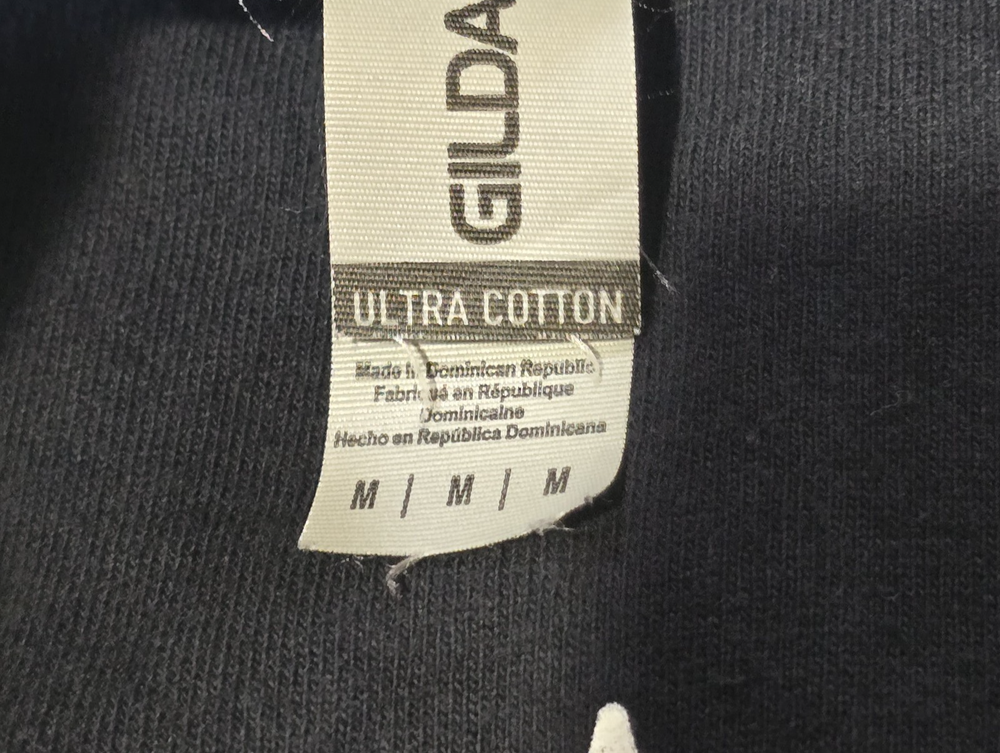 GILDA
ULTRA COTTON
Made in Dominican Republic
Fabriqué en République
Dominicaine
Hecho en República Dominicana
M | M | M